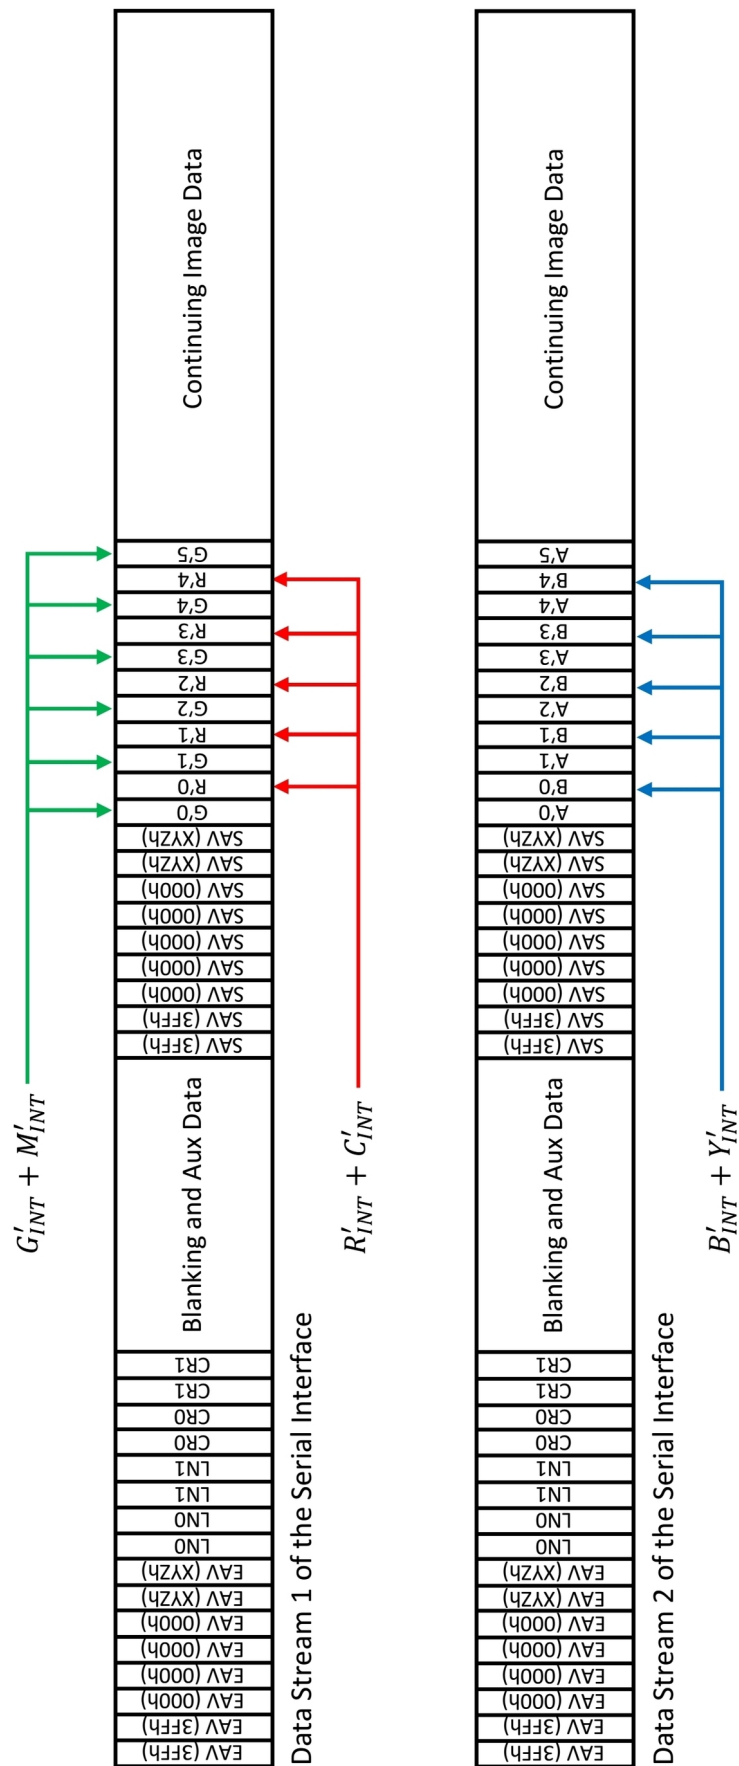 G′INT + M′INT
EAV (3FFh)
EAV (3FFh)
EAV (000h)
EAV (000h)
EAV (000h)
EAV (000h)
EAV (XYZh)
EAV (XYZh)
LN0
LN0
LN1
LN1
CR0
CR0
CR1
CR1
Blanking and Aux Data
SAV (3FFh)
SAV (3FFh)
SAV (000h)
SAV (000h)
SAV (000h)
SAV (000h)
SAV (000h)
SAV (XYZh)
SAV (XYZh)
G'0
R'0
G'1
R'1
G'2
R'2
G'3
R'3
G'4
R'4
G'5
Continuing Image Data
Data Stream 1 of the Serial Interface
R′INT + C′INT
EAV (3FFh)
EAV (3FFh)
EAV (000h)
EAV (000h)
EAV (000h)
EAV (000h)
EAV (XYZh)
EAV (XYZh)
LN0
LN0
LN1
LN1
CR0
CR0
CR1
CR1
Blanking and Aux Data
SAV (3FFh)
SAV (3FFh)
SAV (000h)
SAV (000h)
SAV (000h)
SAV (000h)
SAV (000h)
SAV (XYZh)
SAV (XYZh)
A'0
B'0
A'1
B'1
A'2
B'2
A'3
B'3
A'4
B'4
A'5
Continuing Image Data
Data Stream 2 of the Serial Interface
B′INT + Y′INT